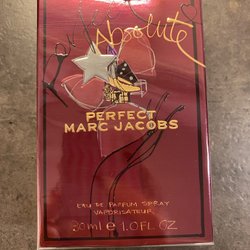 Absolute
PERFECT
MARC JACOBS
EAU DE PARFUM SPRAY
VAPORISATEUR
30ml e 1.0FL.OZ